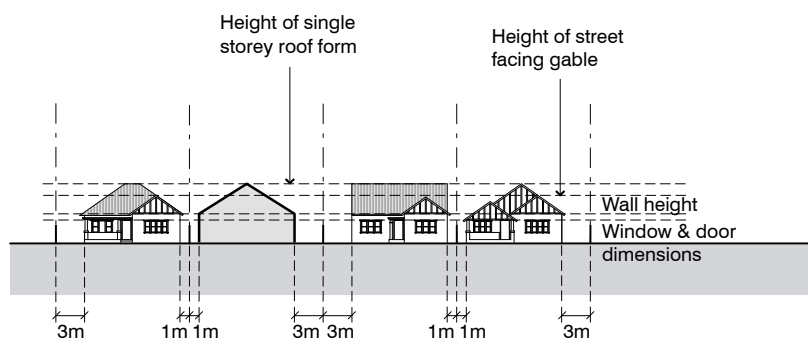 Height of single
storey roof form
Height of street
facing gable
Wall height
Window & door
dimensions
3m 1m 1m 3m 3m 1m 1m 3m